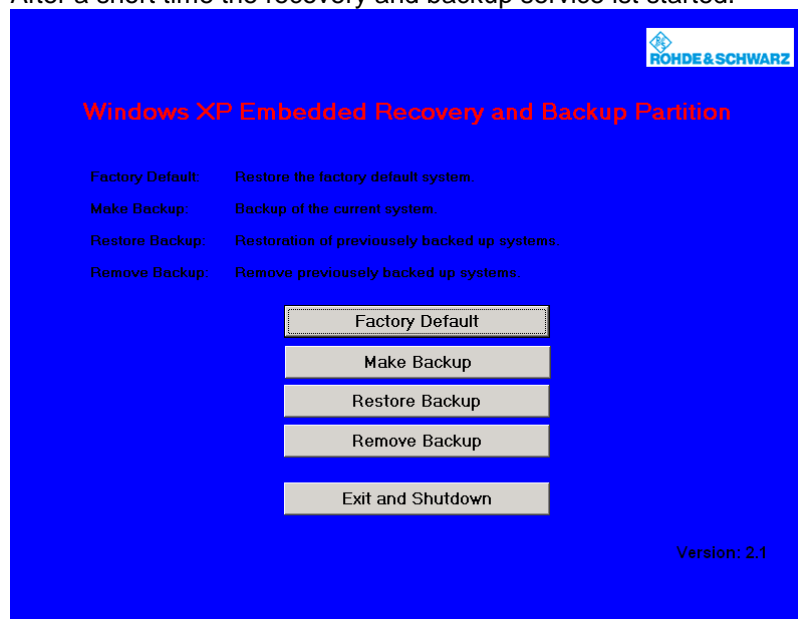 After a short time the recovery and backup service ist started.
ROHDE & SCHWARZ
Windows XP Embedded Recovery and Backup Partition
Factory Default: Restore the factory default system.
Make Backup: Backup of the current system.
Restore Backup: Restoration of previousely backed up systems.
Remove Backup: Remove previousely backed up systems.
Factory Default
Make Backup
Restore Backup
Remove Backup
Exit and Shutdown
Version: 2.1